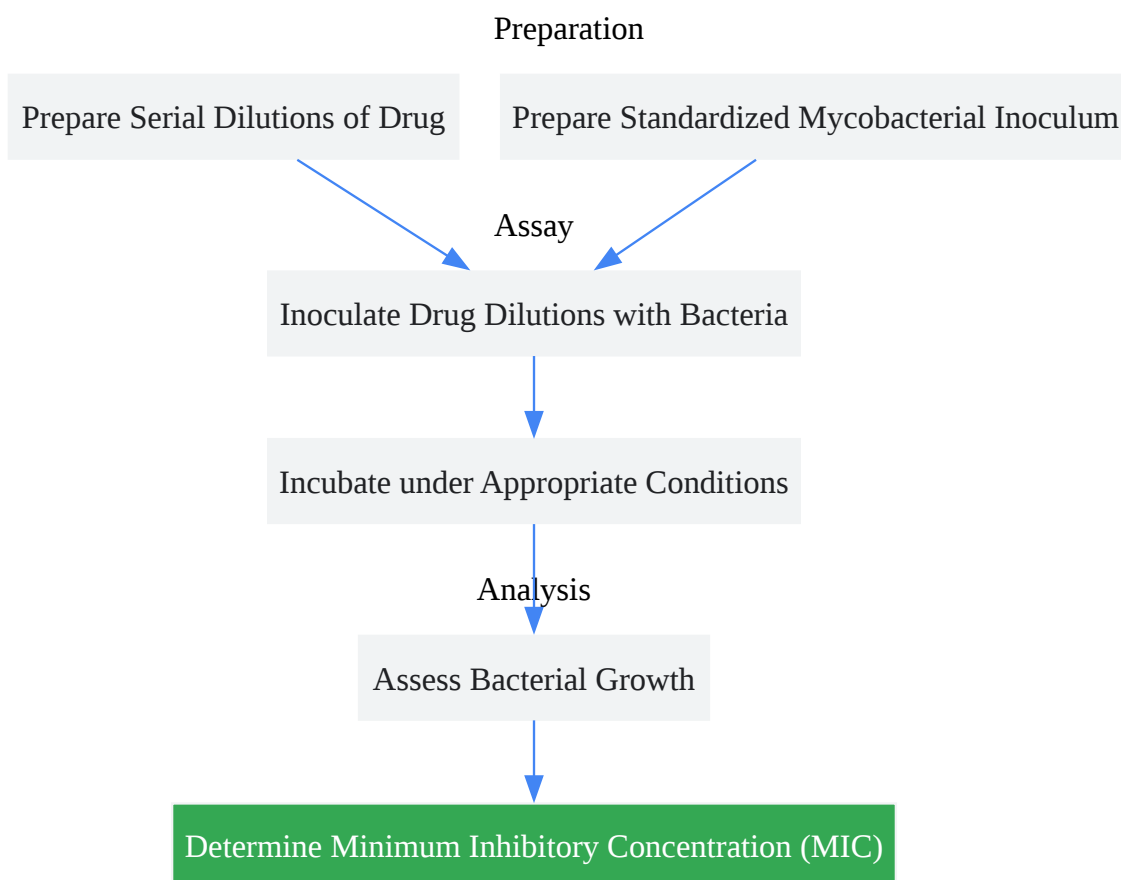 Preparation
Prepare Serial Dilutions of Drug
Prepare Standardized Mycobacterial Inoculum
Assay
Inoculate Drug Dilutions with Bacteria
Incubate under Appropriate Conditions
Analysis
Assess Bacterial Growth
Determine Minimum Inhibitory Concentration (MIC)